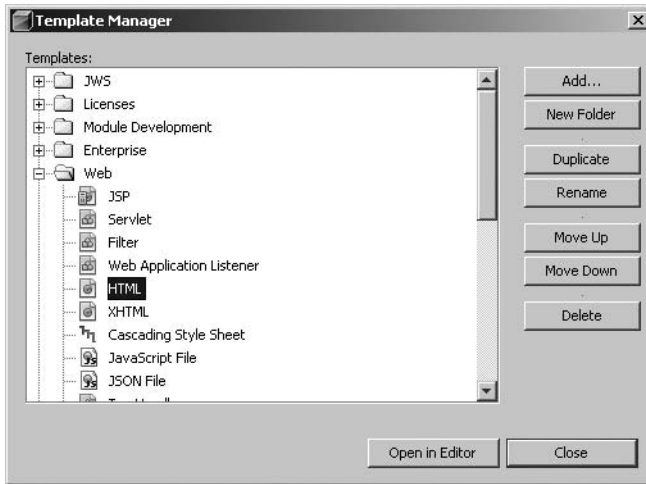 Template Manager
Templates:
JWS
Licenses
Module Development
Enterprise
Web
JSP
Servlet
Filter
Web Application Listener
HTML
XHTML
Cascading Style Sheet
JavaScript File
JSON File
Add...
New Folder
Duplicate
Rename
Move Up
Move Down
Delete
Open in Editor
Close